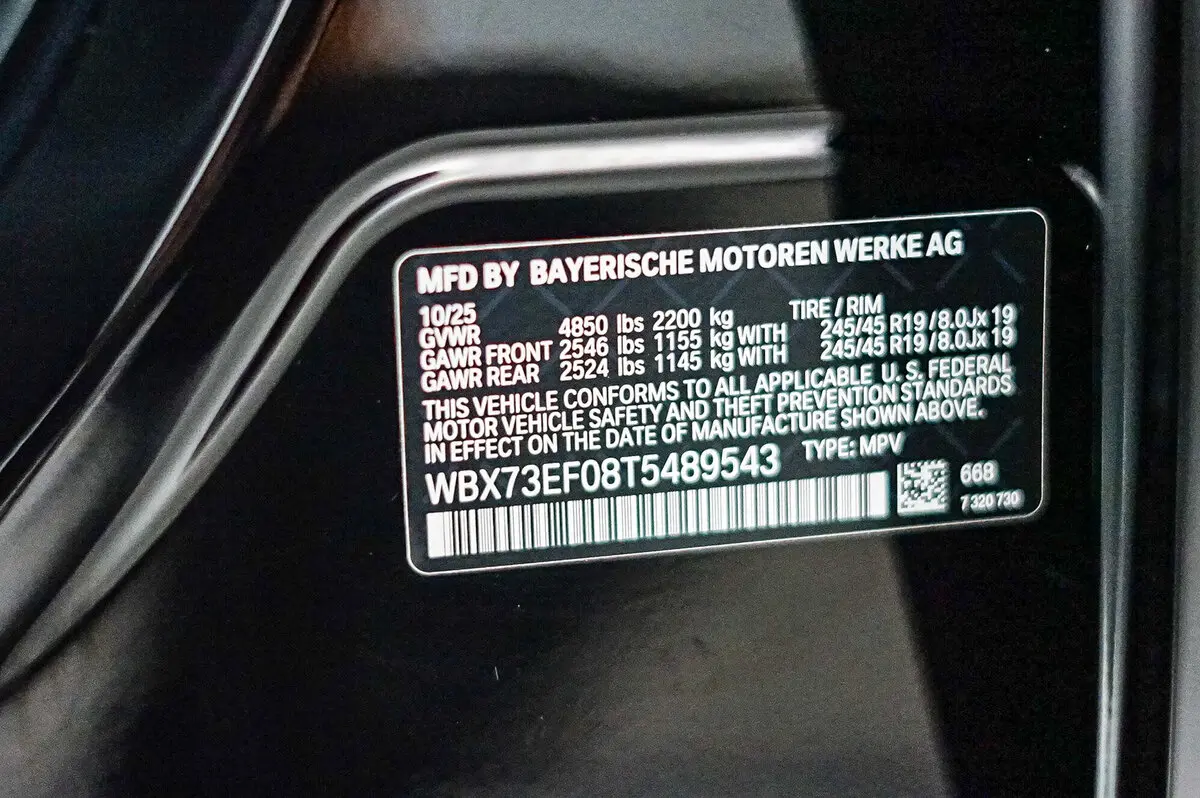 MFD BY BAYERISCHE MOTOREN WERKE AG
10/25 TIRE / RIM
GVWR 4850 lbs 2200 kg
GAWR FRONT 2546 lbs 1155 kg WITH 245/45 R19 / 8.0Jx 19
GAWR REAR 2524 lbs 1145 kg WITH 245/45 R19 / 8.0Jx 19
THIS VEHICLE CONFORMS TO ALL APPLICABLE U. S. FEDERAL
MOTOR VEHICLE SAFETY AND THEFT PREVENTION STANDARDS
IN EFFECT ON THE DATE OF MANUFACTURE SHOWN ABOVE.
WBX73EF08T5489543 TYPE: MPV
668
7 320 730